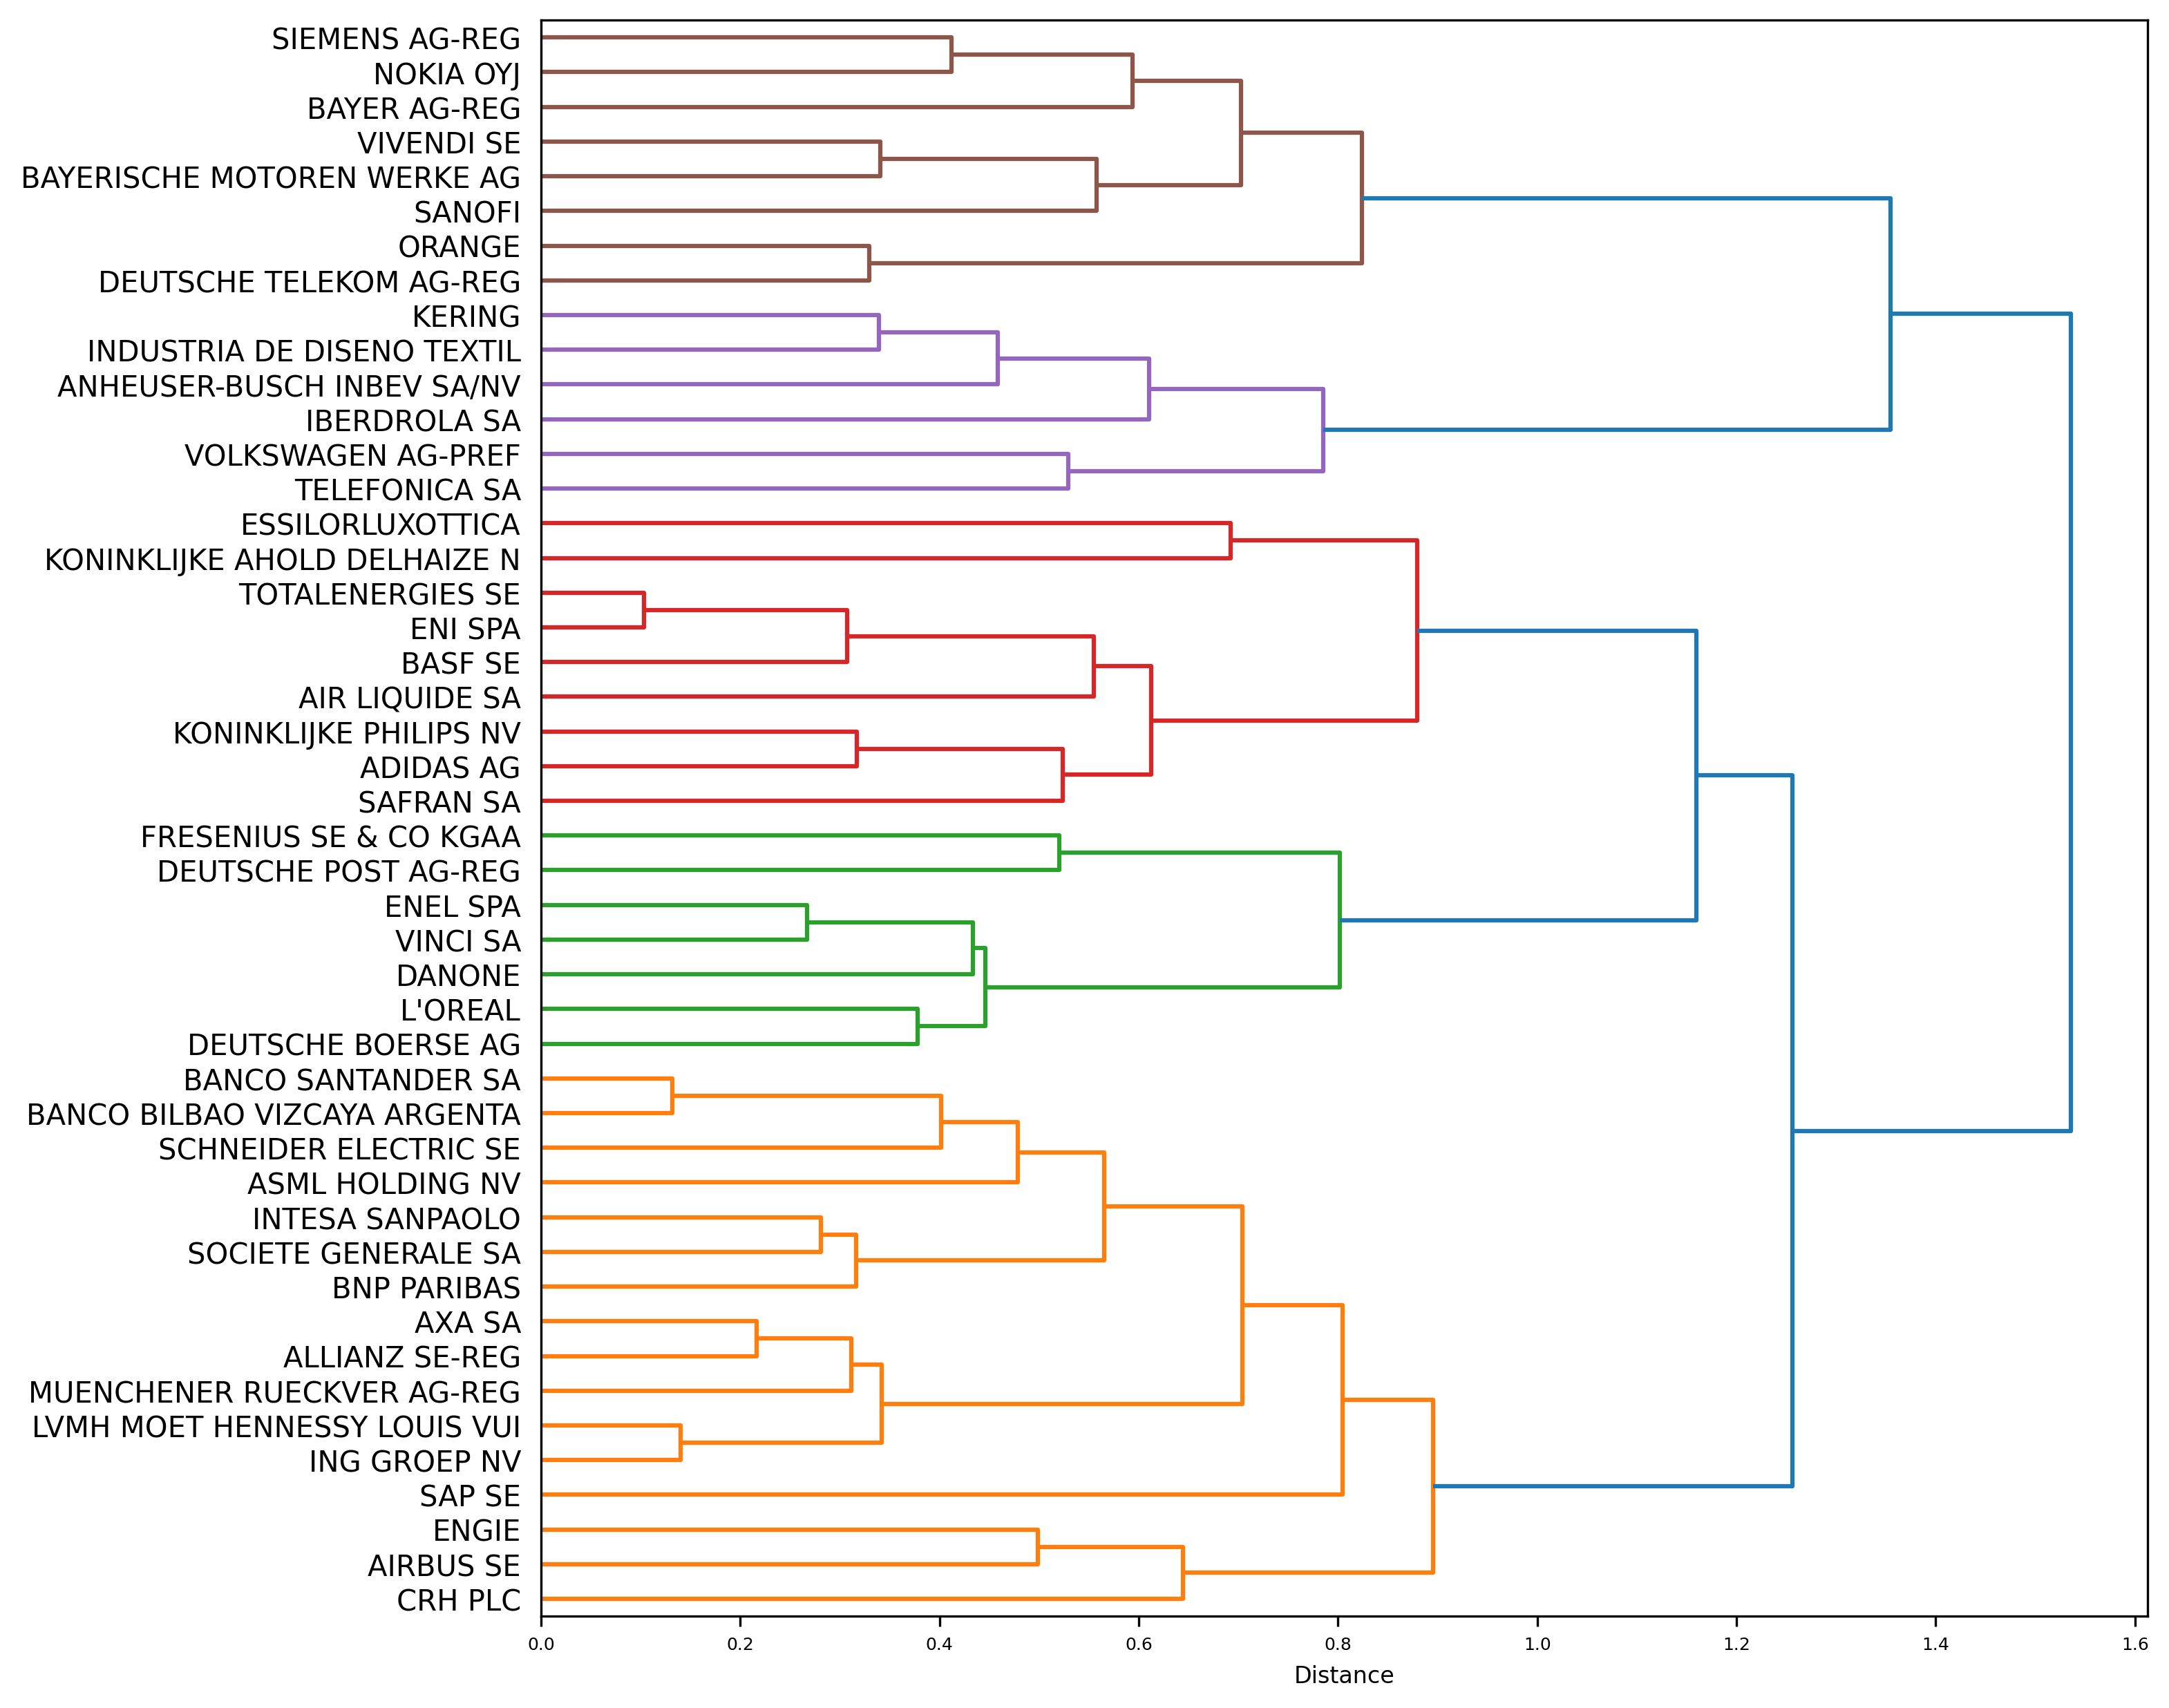 SIEMENS AG-REG
NOKIA OYJ
BAYER AG-REG
VIVENDI SE
BAYERISCHE MOTOREN WERKE AG
SANOFI
ORANGE
DEUTSCHE TELEKOM AG-REG
KERING
INDUSTRIA DE DISENO TEXTIL
ANHEUSER-BUSCH INBEV SA/NV
IBERDROLA SA
VOLKSWAGEN AG-PREF
TELEFONICA SA
ESSILORLUXOTTICA
KONINKLIJKE AHOLD DELHAIZE N
TOTALENERGIES SE
ENI SPA
BASF SE
AIR LIQUIDE SA
KONINKLIJKE PHILIPS NV
ADIDAS AG
SAFRAN SA
FRESENIUS SE & CO KGAA
DEUTSCHE POST AG-REG
ENEL SPA
VINCI SA
DANONE
L'OREAL
DEUTSCHE BOERSE AG
BANCO SANTANDER SA
BANCO BILBAO VIZCAYA ARGENTA
SCHNEIDER ELECTRIC SE
ASML HOLDING NV
INTESA SANPAOLO
SOCIETE GENERALE SA
BNP PARIBAS
AXA SA
ALLIANZ SE-REG
MUENCHENER RUECKVER AG-REG
LVMH MOET HENNESSY LOUIS VUI
ING GROEP NV
SAP SE
ENGIE
AIRBUS SE
CRH PLC
0.0 0.2 0.4 0.6 0.8 1.0 1.2 1.4 1.6
Distance